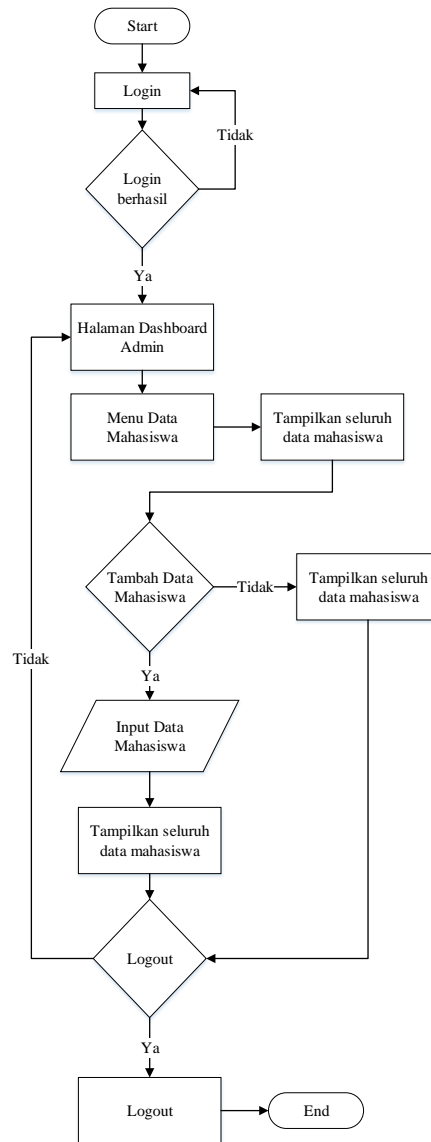 Start
Login
Tidak
Login
berhasil
Ya
Halaman Dashboard
Admin
Menu Data
Mahasiswa
Tampilkan seluruh
data mahasiswa
Tambah Data
Mahasiswa
Tidak
Tampilkan seluruh
data mahasiswa
Tidak
Ya
Input Data
Mahasiswa
Tampilkan seluruh
data mahasiswa
Logout
Ya
Logout
End